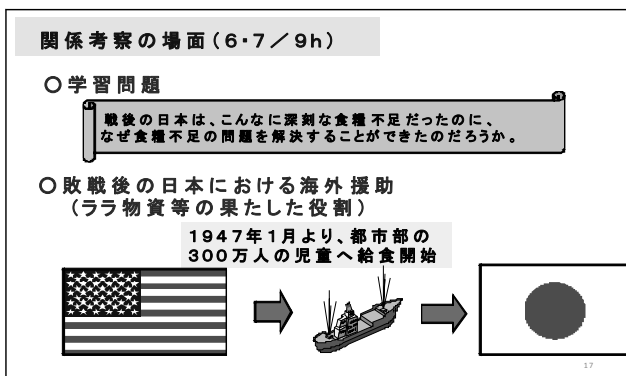 関係考察の場面（6・7／9h）
○学習問題
戦後の日本は、こんなに深刻な食糧不足だったのに、
なぜ食糧不足の問題を解決することができたのだろうか。
○敗戦後の日本における海外援助
（ララ物資等の果たした役割）
1947年1月より、都市部の
300万人の児童へ給食開始
17